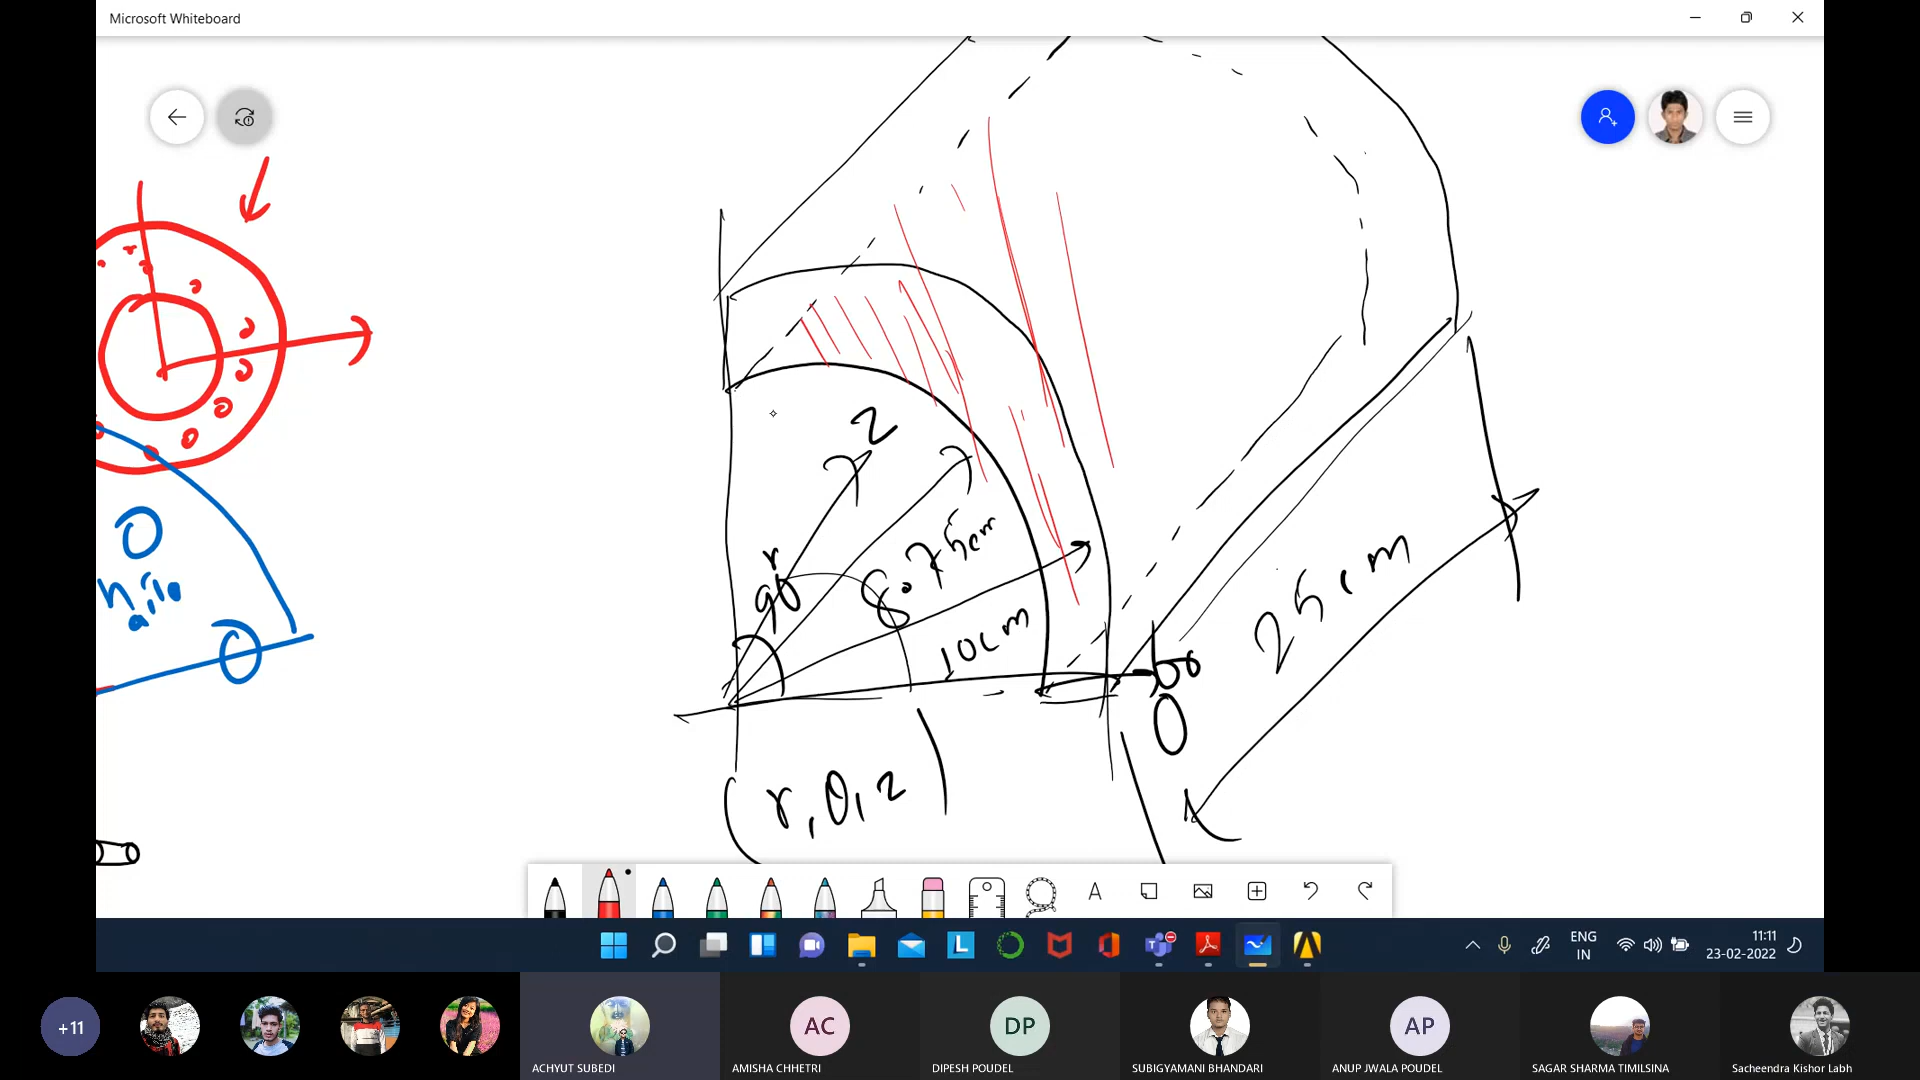 Microsoft Whiteboard
z
r
90
8.75cm
10cm
25cm
0
(r, θ, z)
0
A
L
ENG
IN
11:11
23-02-2022
+11
AC
DP
AP
ACHYUT SUBEDI
AMISHA CHHETRI
DIPESH POUDEL
SUBIGYAMANI BHANDARI
ANUP JWALA POUDEL
SAGAR SHARMA TIMILSINA
Sacheendra Kishor Labh